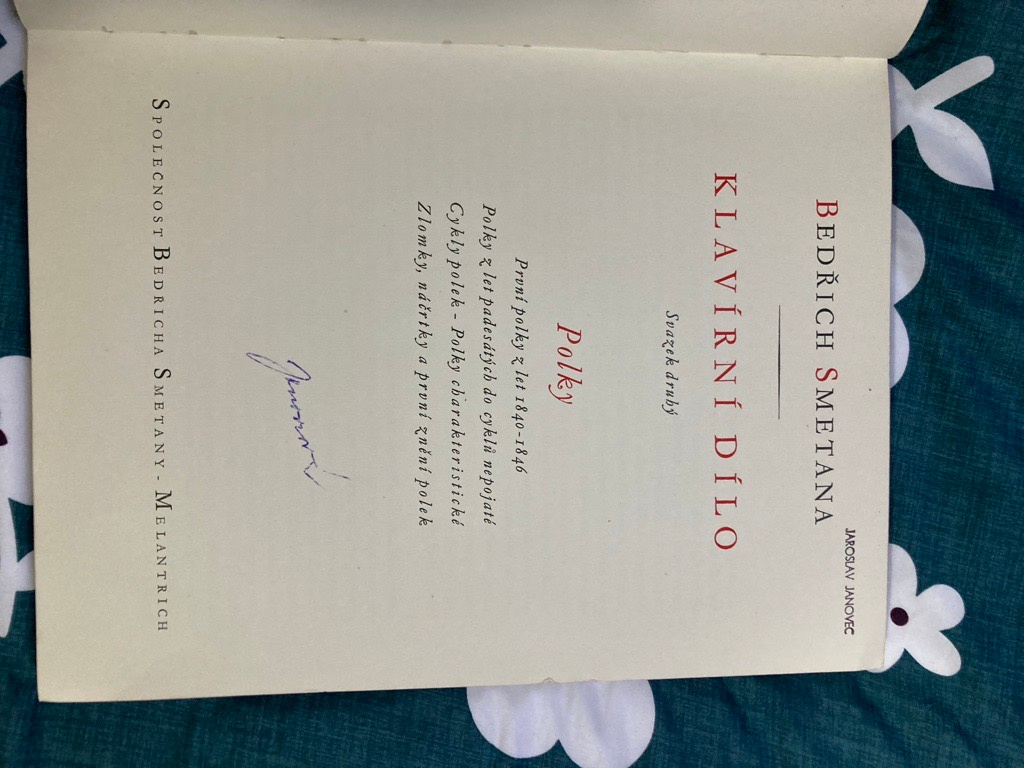 JAROSLAV JANOVEC
BEDŘICH SMETANA
KLAVÍRNÍ DÍLO
Svazek druhý
Polky
První polky z let 1840-1846
Polky z let padesátých do cyklů nepojaté
Cykly polek - Polky charakteristické
Zlomky, náčrtky a první znění polek
SPOLECNOST BEDRICHA SMETANY - MELANTRICH